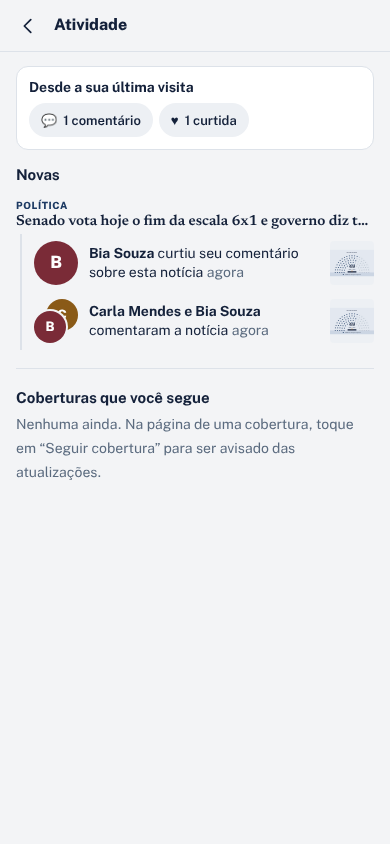 Atividade
Desde a sua última visita
💬 1 comentário
♥ 1 curtida
Novas
POLÍTICA
Senado vota hoje o fim da escala 6x1 e governo diz t...
B
Bia Souza curtiu seu comentário
sobre esta notícia agora
B
Carla Mendes e Bia Souza
comentaram a notícia agora
Coberturas que você segue
Nenhuma ainda. Na página de uma cobertura, toque
em “Seguir cobertura” para ser avisado das
atualizações.